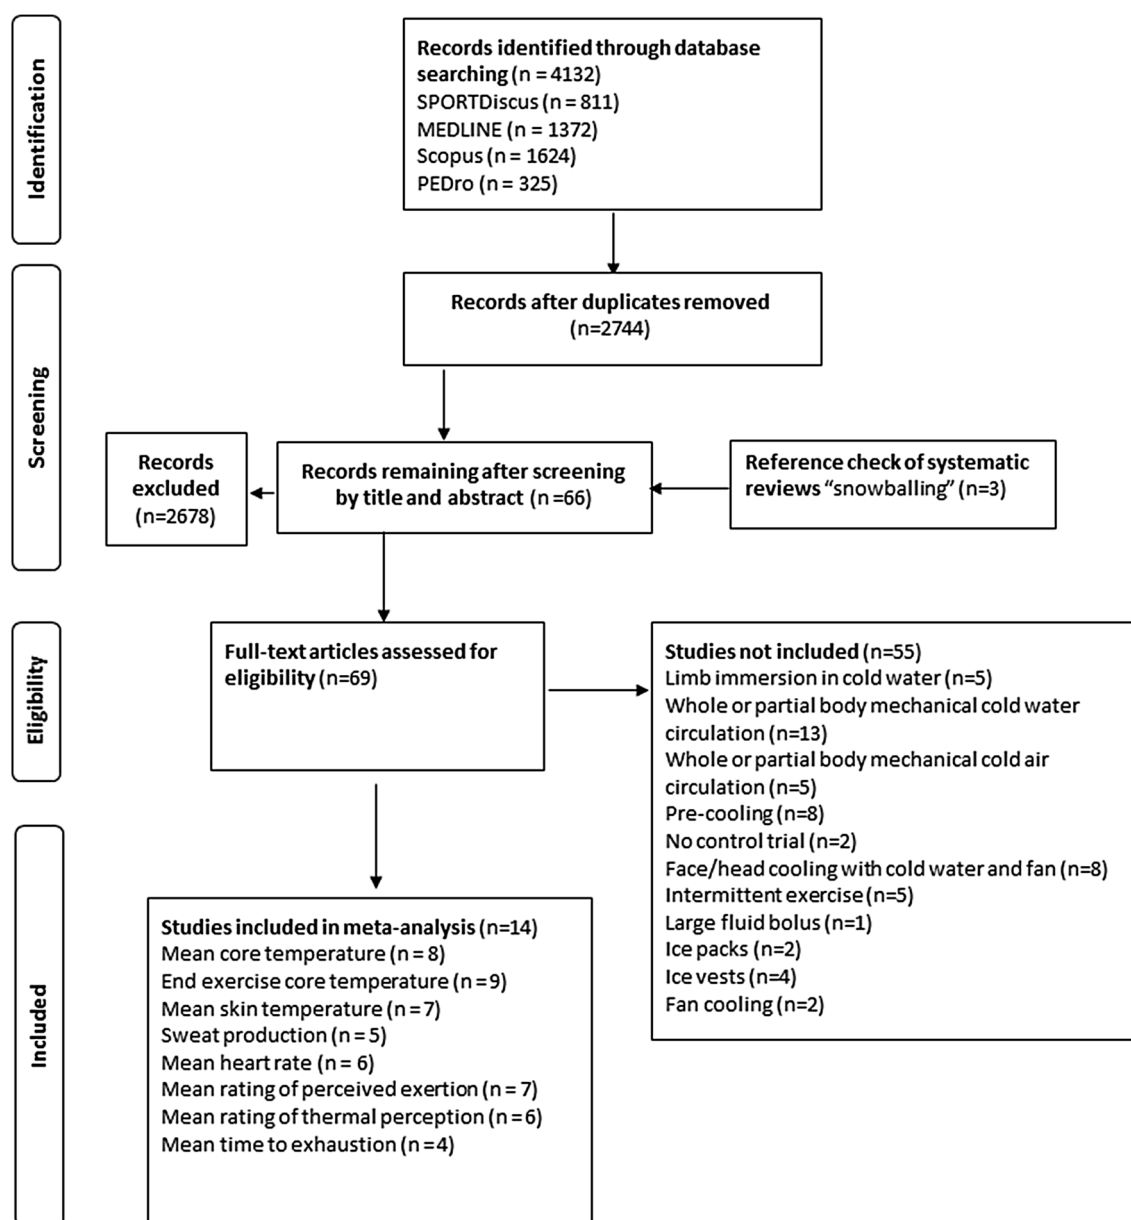 Identification
Records identified through database
searching (n = 4132)
SPORTDiscus (n = 811)
MEDLINE (n = 1372)
Scopus (n = 1624)
PEDro (n = 325)
Screening
Records after duplicates removed
(n=2744)
Records
excluded
(n=2678)
Records remaining after screening
by title and abstract (n =66)
Reference check of systematic
reviews “snowballing” (n=3)
Eligibility
Full-text articles assessed for
eligibility (n=69)
Studies not included (n=55)
Limb immersion in cold water (n=5)
Whole or partial body mechanical cold water
circulation (n=13)
Whole or partial body mechanical cold air
circulation (n=5)
Pre-cooling (n=8)
No control trial (n=2)
Face/head cooling with cold water and fan (n=8)
Intermittent exercise (n=5)
Large fluid bolus (n=1)
Ice packs (n=2)
Ice vests (n=4)
Fan cooling (n=2)
Included
Studies included in meta-analysis (n=14)
Mean core temperature (n = 8)
End exercise core temperature (n = 9)
Mean skin temperature (n = 7)
Sweat production (n = 5)
Mean heart rate (n = 6)
Mean rating of perceived exertion (n = 7)
Mean rating of thermal perception (n = 6)
Mean time to exhaustion (n = 4)